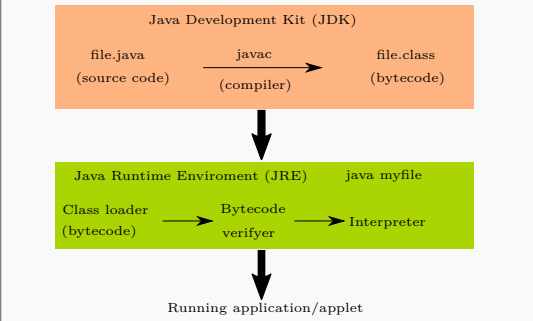 Java Development Kit (JDK)
file.java javac file.class
(source code) (compiler) (bytecode)
Java Runtime Enviroment (JRE) java myfile
Class loader Bytecode Interpreter
(bytecode) verifyer
Running application/applet